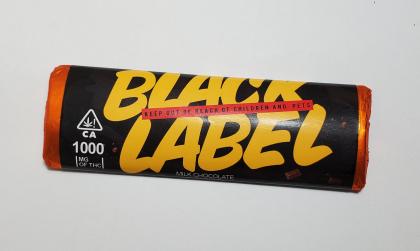 BLACK
KEEP OUT OF REACH OF CHILDREN AND PETS
LABEL
CA
1000
MG
OF THC
MILK CHOCOLATE